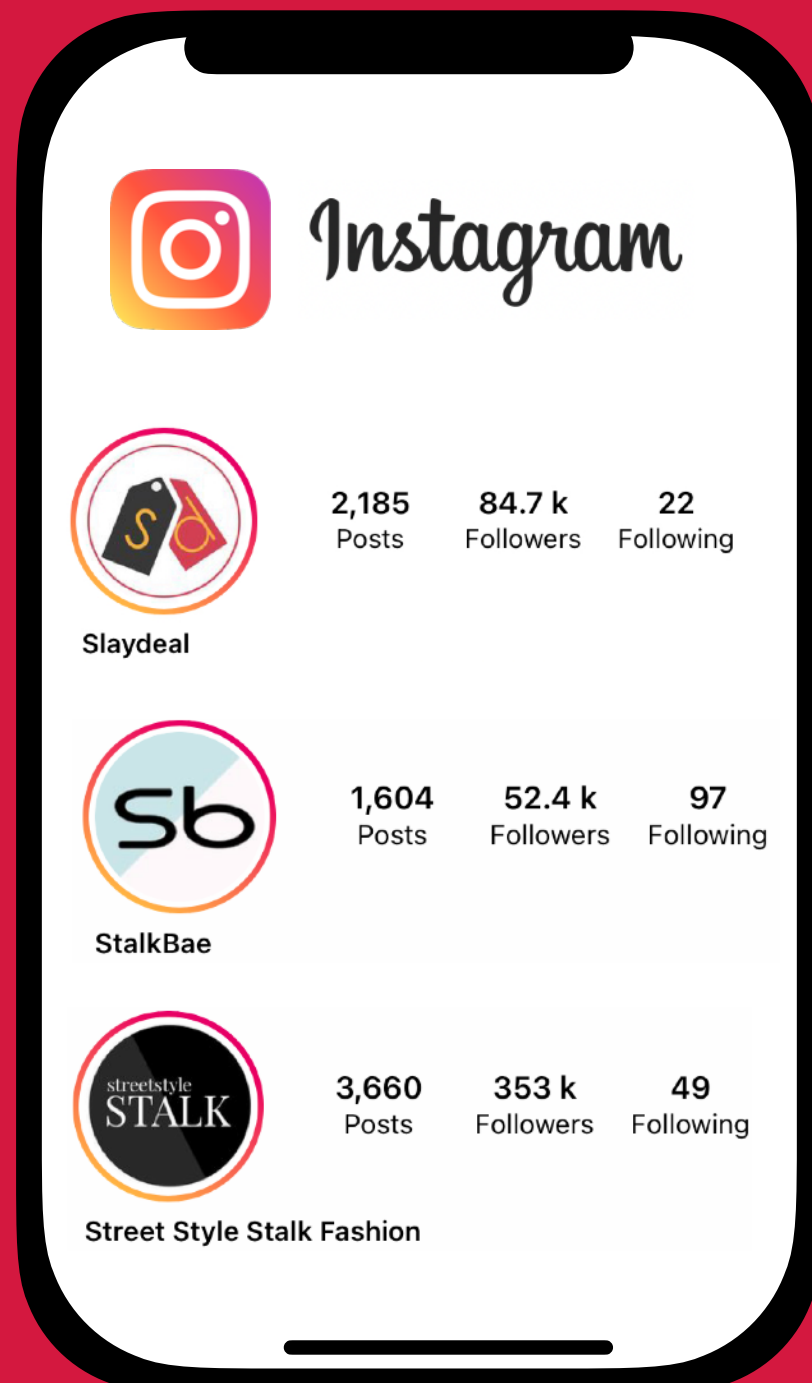 Instagram
2,185 84.7 k 22
Posts Followers Following
s d
Slaydeal
1,604 52.4 k 97
Sb
Posts Followers Following
StalkBae
3,660 353 k 49
streetstyle
STALK
Posts Followers Following
Street Style Stalk Fashion